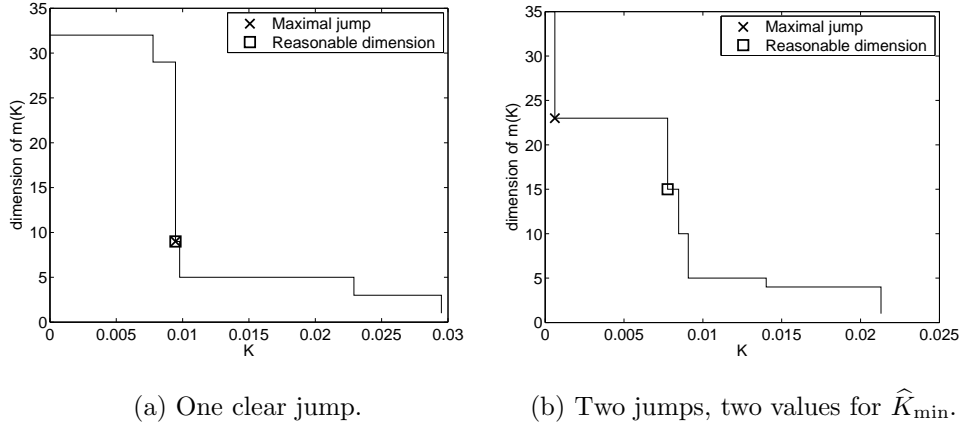 35
30
25
20
15
10
5
0
dimension of m(K)
0 0.005 0.01 0.015 0.02 0.025 0.03
K
Maximal jump
Reasonable dimension
(a) One clear jump.
35
30
25
20
15
10
5
0
dimension of m(K)
0 0.005 0.01 0.015 0.02 0.025
K
Maximal jump
Reasonable dimension
(b) Two jumps, two values for K̂min.